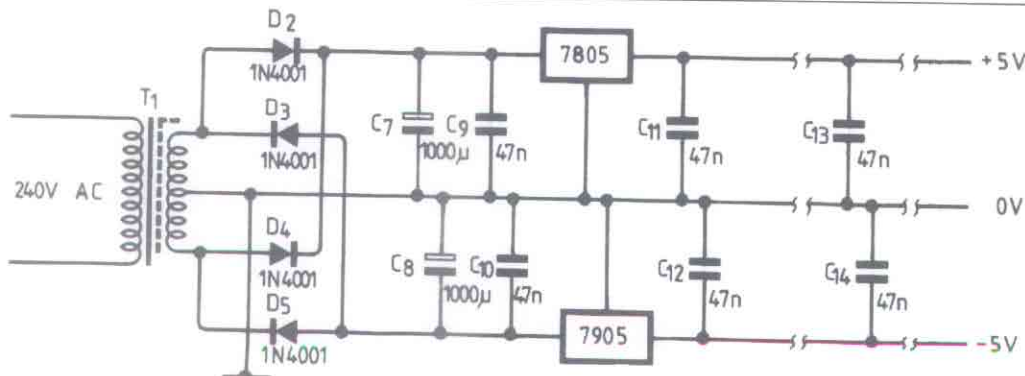 D2
1N4001
7805
+5V
T1
D3
1N4001
C7
1000µ
C9
47n
C11
47n
C13
47n
240V AC
0V
D4
1N4001
C8
1000µ
C10
47n
C12
47n
C14
47n
D5
1N4001
7905
-5V